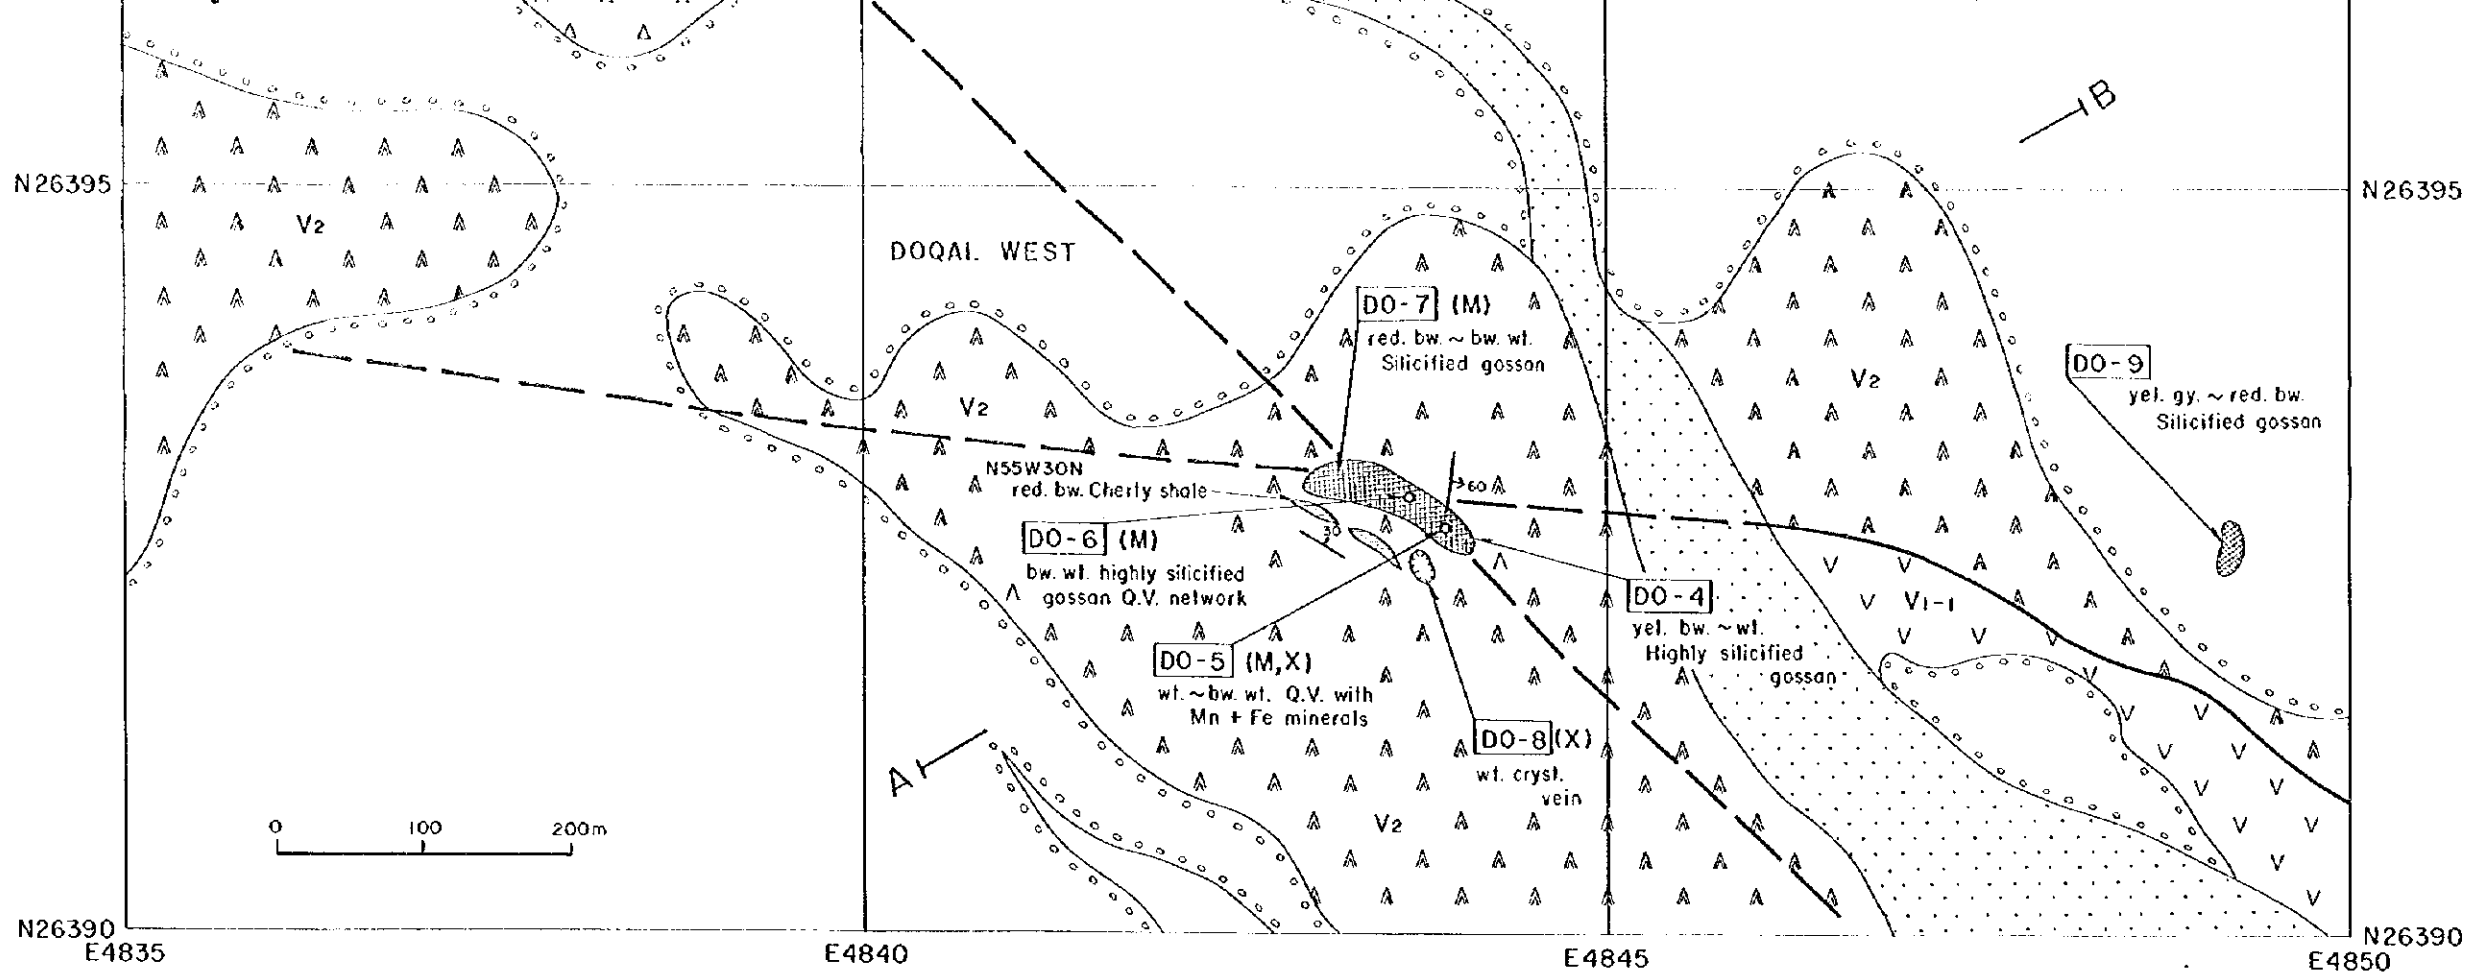 B
N26395
N26395
V2
DOQAL WEST
DO-7 (M)
red. bw. ~ bw. wt.
Silicified gossan
V2
DO-9
yel. gy. ~ red. bw.
Silicified gossan
V2
N55W30N
red. bw. Cherty shale
60
30
DO-6 (M)
bw. wt. highly silicified
gossan Q.V. network
DO-4
yel. bw. ~ wt.
Highly silicified
gossan
V1-1
DO-5 (M,X)
wt. ~ bw. wt. Q.V. with
Mn + Fe minerals
DO-8 (X)
wt. cryst.
vein
A
V2
0 100 200m
N26390
N26390
E4835
E4840
E4845
E4850